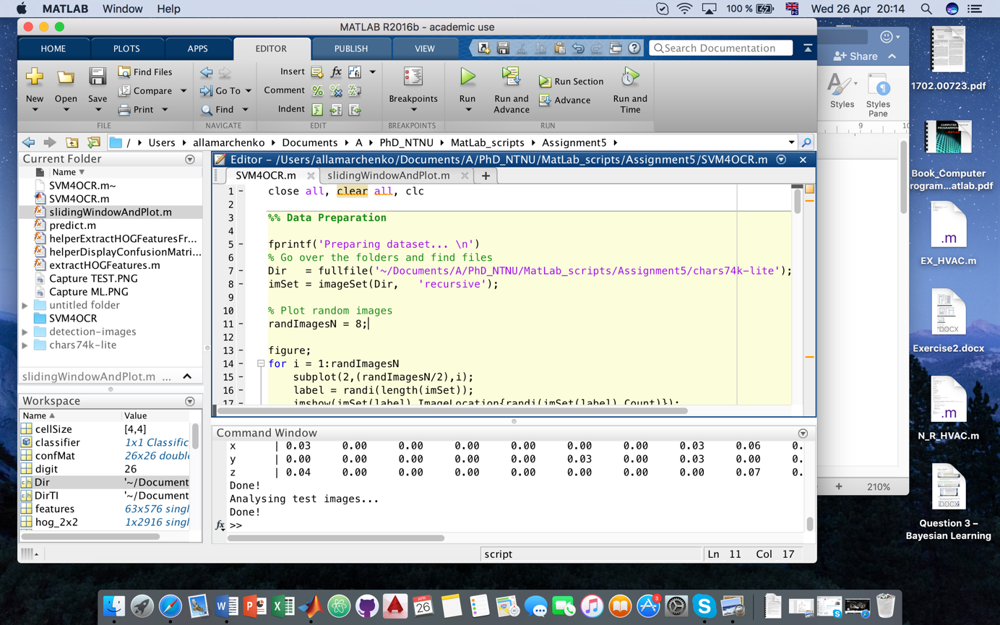 MATLAB Window Help 100 % Wed 26 Apr 20:14
MATLAB R2016b - academic use
HOME PLOTS APPS EDITOR PUBLISH VIEW Search Documentation
New Open Save
Find Files
Compare
Print
FILE
Go To
Find
NAVIGATE
Insert
Comment
Indent
EDIT
Breakpoints
BREAKPOINTS
Run
Run and Advance
Run Section
Advance
Run and Time
RUN
/ Users allamarchenko Documents A PhD_NTNU MatLab_scripts Assignment5
Current Folder
Name
SVM4OCR.m~
SVM4OCR.m
slidingWindowAndPlot.m
predict.m
helperExtractHOGFeaturesFr...
helperDisplayConfusionMatri...
extractHOGFeatures.m
Capture TEST.PNG
Capture ML.PNG
untitled folder
SVM4OCR
detection-images
chars74k-lite
slidingWindowAndPlot.m ...
Workspace
Name Value
cellSize [4,4]
classifier 1x1 Classific
confMat 26x26 double
digit 26
Dir '~/Document
DirTI '~/Document
features 63x576 singl
hog_2x2 1x2916 singl
Editor - /Users/allamarchenko/Documents/A/PhD_NTNU/MatLab_scripts/Assignment5/SVM4OCR.m
SVM4OCR.m slidingWindowAndPlot.m +
1 close all, clear all, clc
2
3 %% Data Preparation
4
5 fprintf('Preparing dataset... \n')
6 % Go over the folders and find files
7 Dir   = fullfile('~/Documents/A/PhD_NTNU/MatLab_scripts/Assignment5/chars74k-lite');
8 imSet = imageSet(Dir,   'recursive');
9
10 % Plot random images
11 randImagesN = 8;
12
13 figure;
14 for i = 1:randImagesN
15     subplot(2,(randImagesN/2),i);
16     label = randi(length(imSet));
17     imshow(imSet(label).ImageLocation{randi(imSet(label).Count)});
Command Window
x | 0.03 0.00 0.00 0.00 0.00 0.00 0.00 0.03 0.06 0.
y | 0.00 0.00 0.00 0.00 0.00 0.03 0.00 0.03 0.00 0.
z | 0.04 0.00 0.00 0.00 0.00 0.00 0.00 0.00 0.07 0.
Done!
Analysing test images...
Done!
fx >>
script Ln 11 Col 17
Share
Styles
Styles Pane
9 10
210%
1702.00723.pdf
COMPUTER PROGRAMMING
Book_Computer
rogram...atlab.pdf
.m
EX_HVAC.m
DOCX
Exercise2.docx
.m
N_R_HVAC.m
DOCX
Question 3 –
Bayesian Learning
APR
26
3